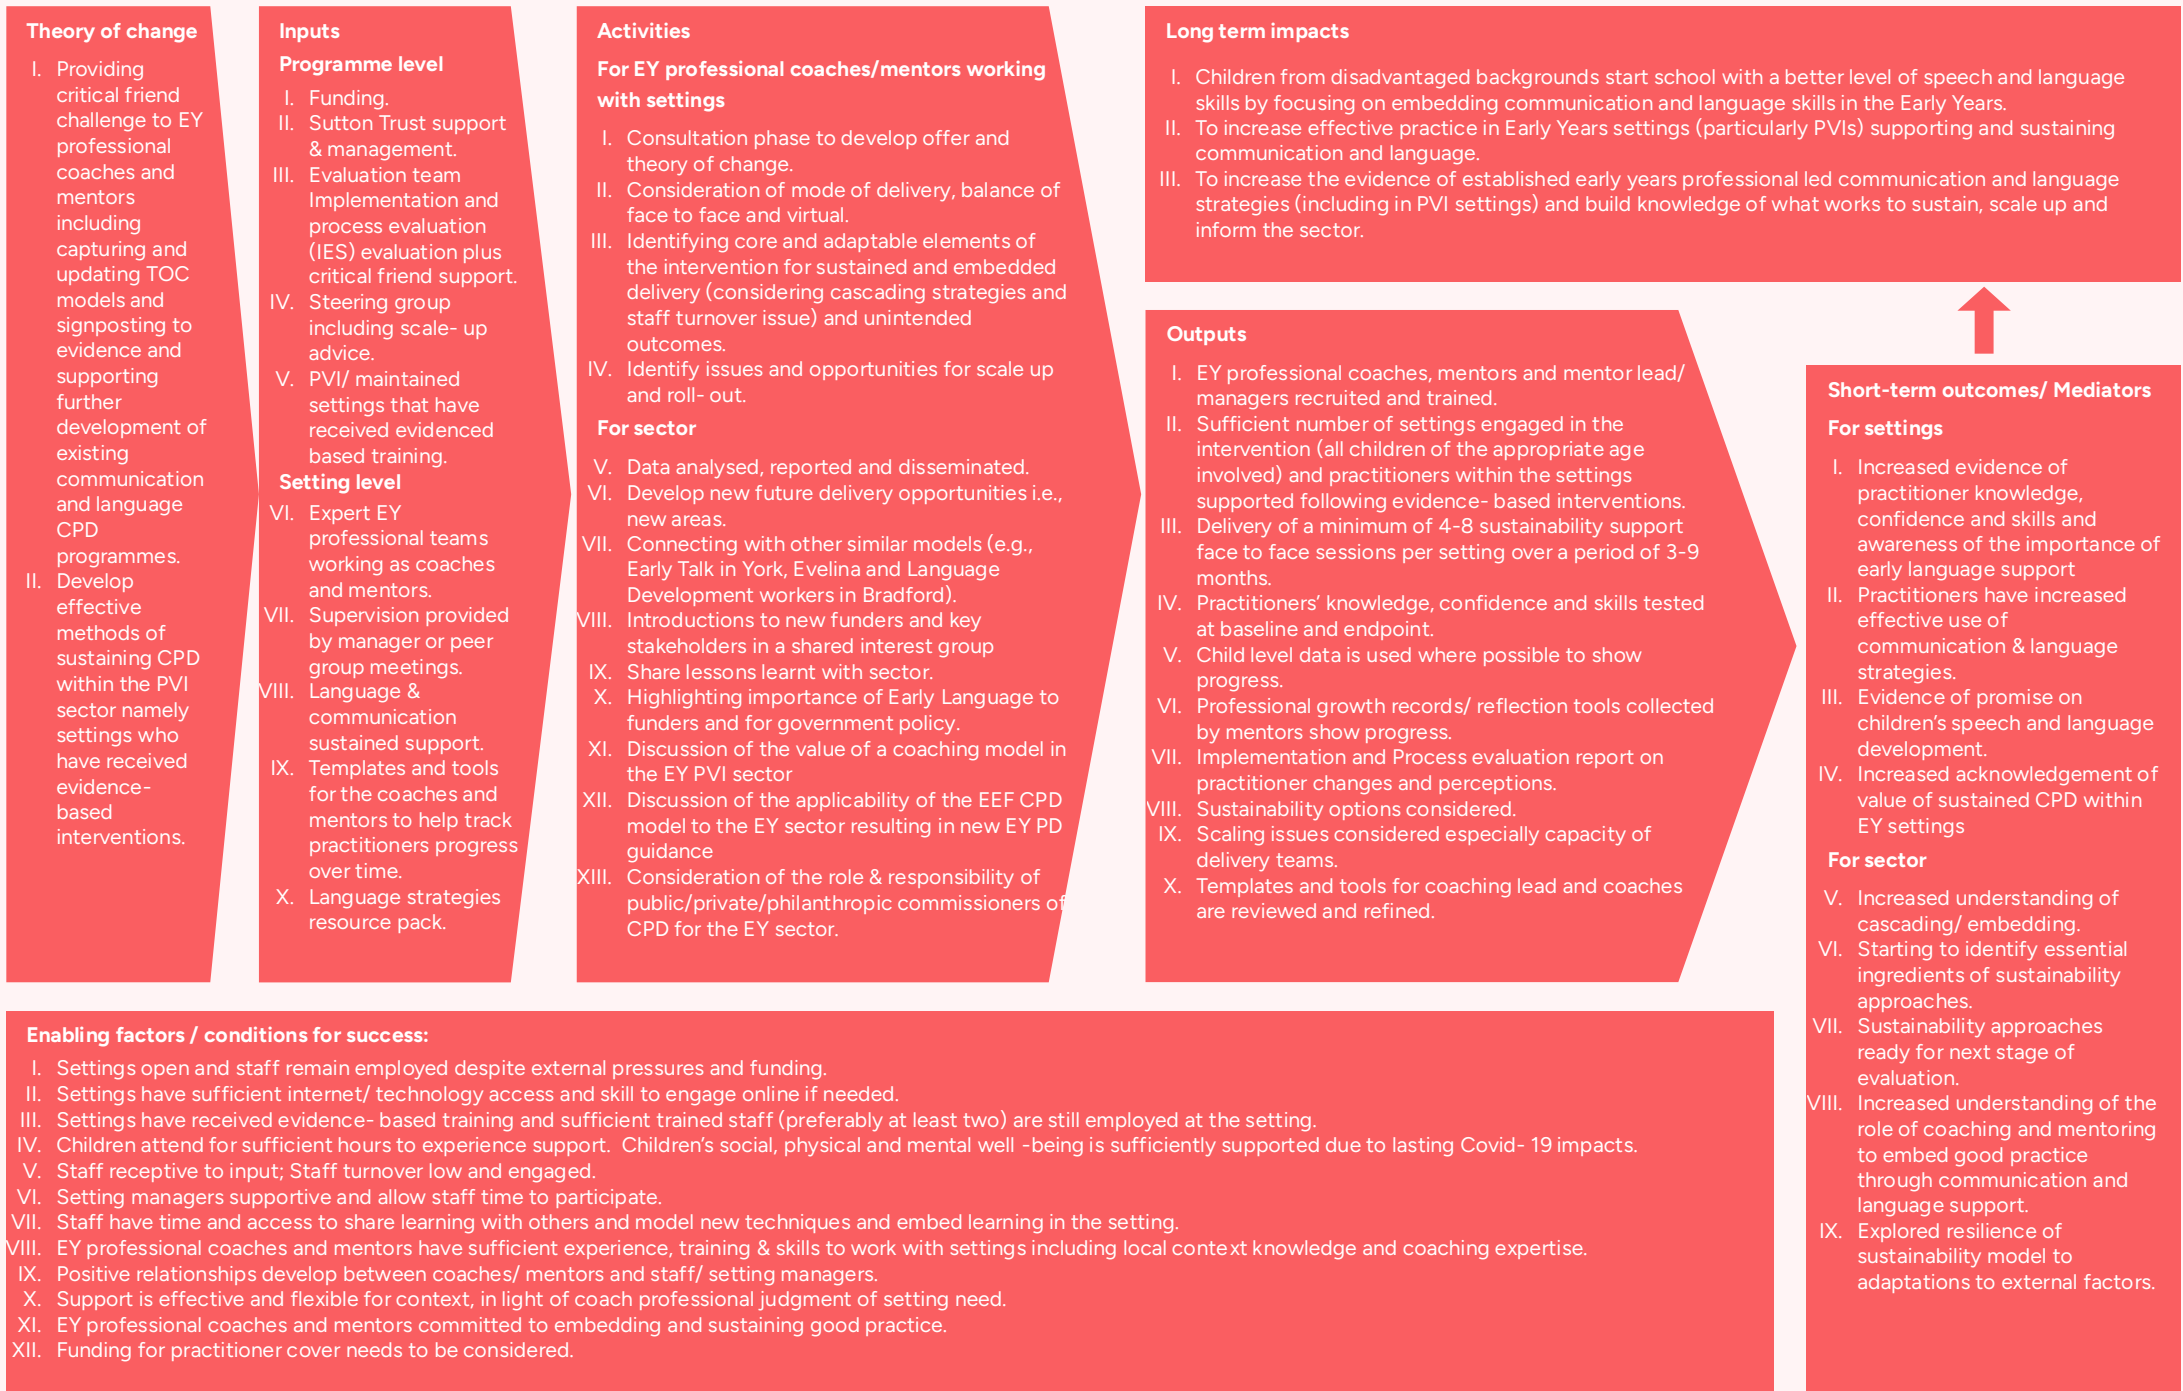 Theory of change
I. Providing
critical friend
challenge to EY
professional
coaches and
mentors
including
capturing and
updating TOC
models and
signposting to
evidence and
supporting
further
development of
existing
communication
and language
CPD
programmes.
II. Develop
effective
methods of
sustaining CPD
within the PVI
sector namely
settings who
have received
evidence-
based
interventions.
Inputs
Programme level
I. Funding.
II. Sutton Trust support
& management.
III. Evaluation team
Implementation and
process evaluation
(IES) evaluation plus
critical friend support.
IV. Steering group
including scale- up
advice.
V. PVI/ maintained
settings that have
received evidenced
based training.
Setting level
VI. Expert EY
professional teams
working as coaches
and mentors.
VII. Supervision provided
by manager or peer
group meetings.
VIII. Language &
communication
sustained support.
IX. Templates and tools
for the coaches and
mentors to help track
practitioners progress
over time.
X. Language strategies
resource pack.
Activities
For EY professional coaches/mentors working
with settings
I. Consultation phase to develop offer and
theory of change.
II. Consideration of mode of delivery, balance of
face to face and virtual.
III. Identifying core and adaptable elements of
the intervention for sustained and embedded
delivery (considering cascading strategies and
staff turnover issue) and unintended
outcomes.
IV. Identify issues and opportunities for scale up
and roll- out.
For sector
V. Data analysed, reported and disseminated.
VI. Develop new future delivery opportunities i.e.,
new areas.
VII. Connecting with other similar models (e.g.,
Early Talk in York, Evelina and Language
Development workers in Bradford).
VIII. Introductions to new funders and key
stakeholders in a shared interest group
IX. Share lessons learnt with sector.
X. Highlighting importance of Early Language to
funders and for government policy.
XI. Discussion of the value of a coaching model in
the EY PVI sector
XII. Discussion of the applicability of the EEF CPD
model to the EY sector resulting in new EY PD
guidance
XIII. Consideration of the role & responsibility of
public/private/philanthropic commissioners of
CPD for the EY sector.
Long term impacts
I. Children from disadvantaged backgrounds start school with a better level of speech and language
skills by focusing on embedding communication and language skills in the Early Years.
II. To increase effective practice in Early Years settings (particularly PVIs) supporting and sustaining
communication and language.
III. To increase the evidence of established early years professional led communication and language
strategies (including in PVI settings) and build knowledge of what works to sustain, scale up and
inform the sector.
Outputs
I. EY professional coaches, mentors and mentor lead/
managers recruited and trained.
II. Sufficient number of settings engaged in the
intervention (all children of the appropriate age
involved) and practitioners within the settings
supported following evidence- based interventions.
III. Delivery of a minimum of 4-8 sustainability support
face to face sessions per setting over a period of 3-9
months.
IV. Practitioners’ knowledge, confidence and skills tested
at baseline and endpoint.
V. Child level data is used where possible to show
progress.
VI. Professional growth records/ reflection tools collected
by mentors show progress.
VII. Implementation and Process evaluation report on
practitioner changes and perceptions.
VIII. Sustainability options considered.
IX. Scaling issues considered especially capacity of
delivery teams.
X. Templates and tools for coaching lead and coaches
are reviewed and refined.
Short-term outcomes/ Mediators
For settings
I. Increased evidence of
practitioner knowledge,
confidence and skills and
awareness of the importance of
early language support
II. Practitioners have increased
effective use of
communication & language
strategies.
III. Evidence of promise on
children’s speech and language
development.
IV. Increased acknowledgement of
value of sustained CPD within
EY settings
For sector
V. Increased understanding of
cascading/ embedding.
VI. Starting to identify essential
ingredients of sustainability
approaches.
VII. Sustainability approaches
ready for next stage of
evaluation.
VIII. Increased understanding of the
role of coaching and mentoring
to embed good practice
through communication and
language support.
IX. Explored resilience of
sustainability model to
adaptations to external factors.
Enabling factors / conditions for success:
I. Settings open and staff remain employed despite external pressures and funding.
II. Settings have sufficient internet/ technology access and skill to engage online if needed.
III. Settings have received evidence- based training and sufficient trained staff (preferably at least two) are still employed at the setting.
IV. Children attend for sufficient hours to experience support. Children’s social, physical and mental well -being is sufficiently supported due to lasting Covid- 19 impacts.
V. Staff receptive to input; Staff turnover low and engaged.
VI. Setting managers supportive and allow staff time to participate.
VII. Staff have time and access to share learning with others and model new techniques and embed learning in the setting.
VIII. EY professional coaches and mentors have sufficient experience, training & skills to work with settings including local context knowledge and coaching expertise.
IX. Positive relationships develop between coaches/ mentors and staff/ setting managers.
X. Support is effective and flexible for context, in light of coach professional judgment of setting need.
XI. EY professional coaches and mentors committed to embedding and sustaining good practice.
XII. Funding for practitioner cover needs to be considered.